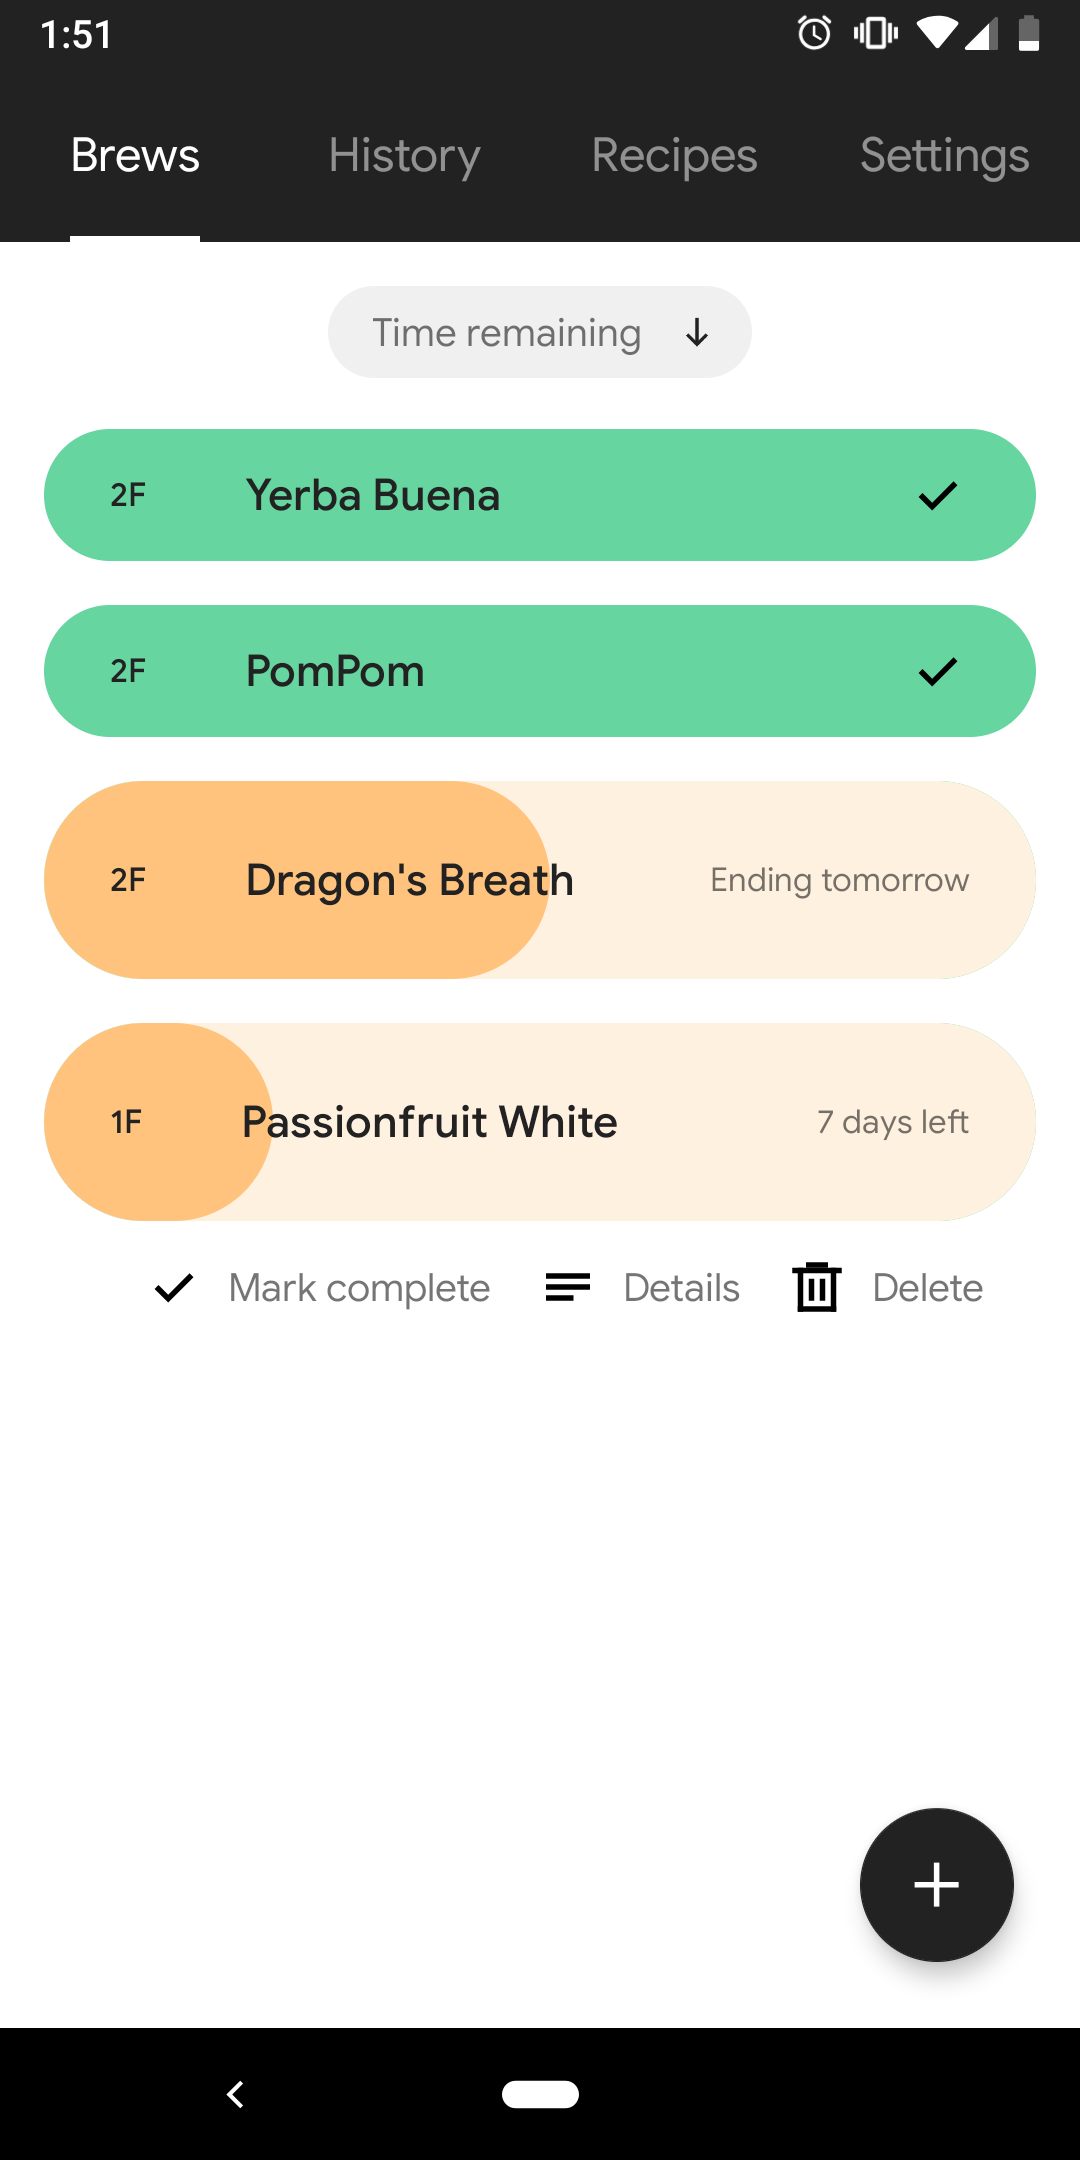 1:51
Brews History Recipes Settings
Time remaining
2F Yerba Buena
2F PomPom
2F Dragon's Breath Ending tomorrow
1F Passionfruit White 7 days left
Mark complete Details Delete